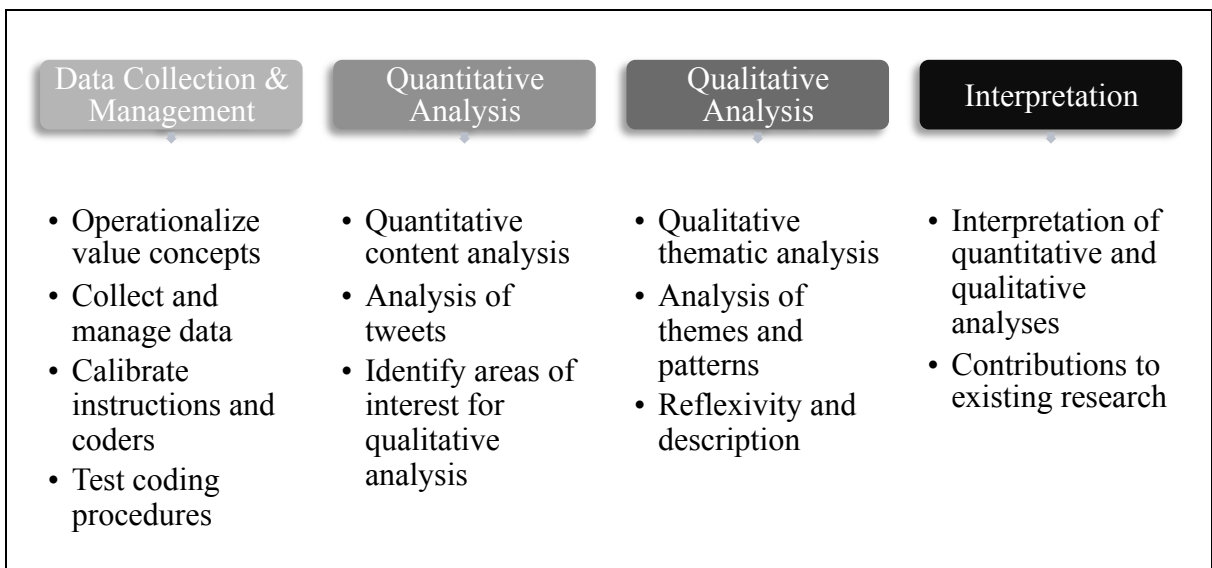 Data Collection &
Management
• Operationalize
value concepts
• Collect and
manage data
• Calibrate
instructions and
coders
• Test coding
procedures
Quantitative
Analysis
• Quantitative
content analysis
• Analysis of
tweets
• Identify areas of
interest for
qualitative
analysis
Qualitative
Analysis
• Qualitative
thematic analysis
• Analysis of
themes and
patterns
• Reflexivity and
description
Interpretation
• Interpretation of
quantitative and
qualitative
analyses
• Contributions to
existing research